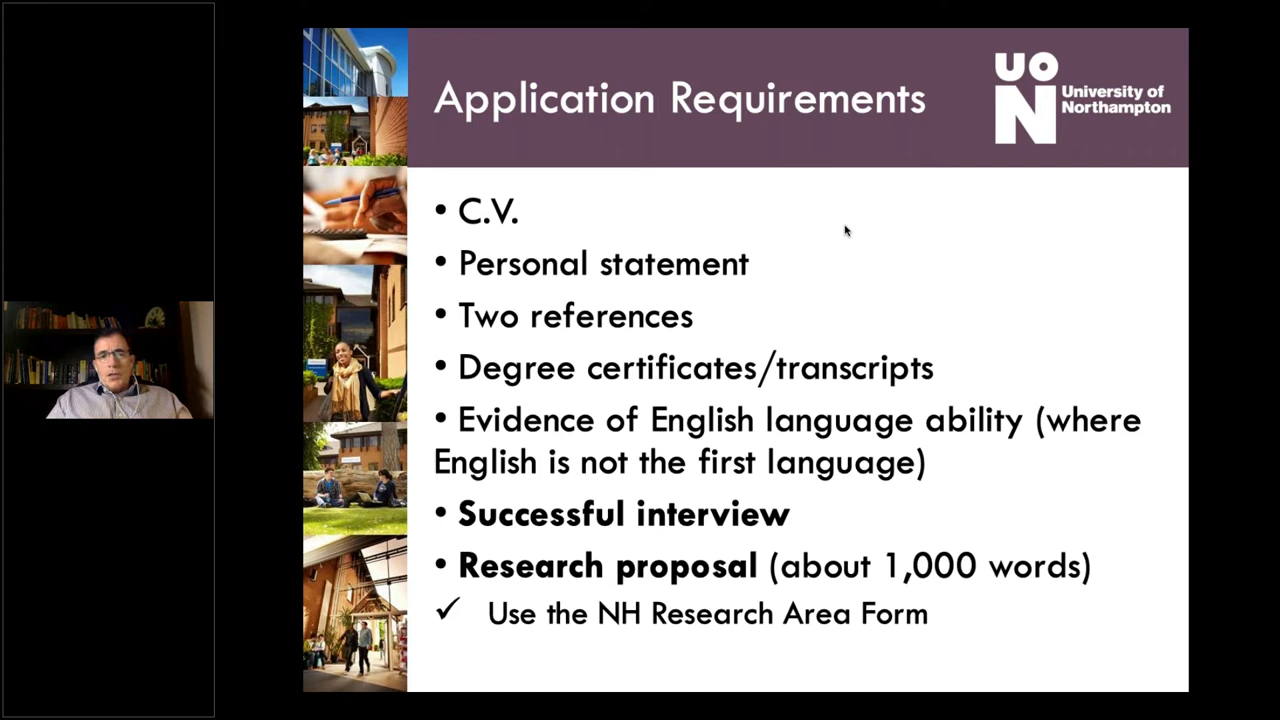 Application Requirements
UON
University of
Northampton
• C.V.
• Personal statement
• Two references
• Degree certificates/transcripts
• Evidence of English language ability (where
English is not the first language)
• Successful interview
• Research proposal (about 1,000 words)
✓ Use the NH Research Area Form